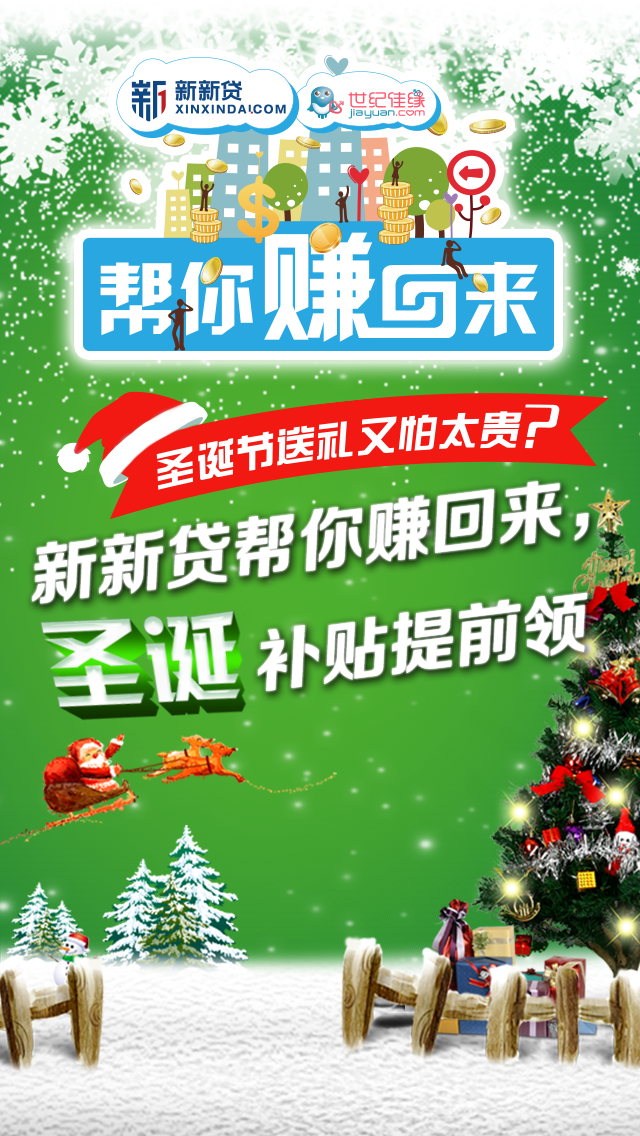 新新贷 世纪佳缘
XINXINDAI.COM jiayuan.com
帮你赚回来
圣诞节送礼又怕太贵?
新新贷帮你赚回来,
圣诞 补贴提前领
Merry
Christmas